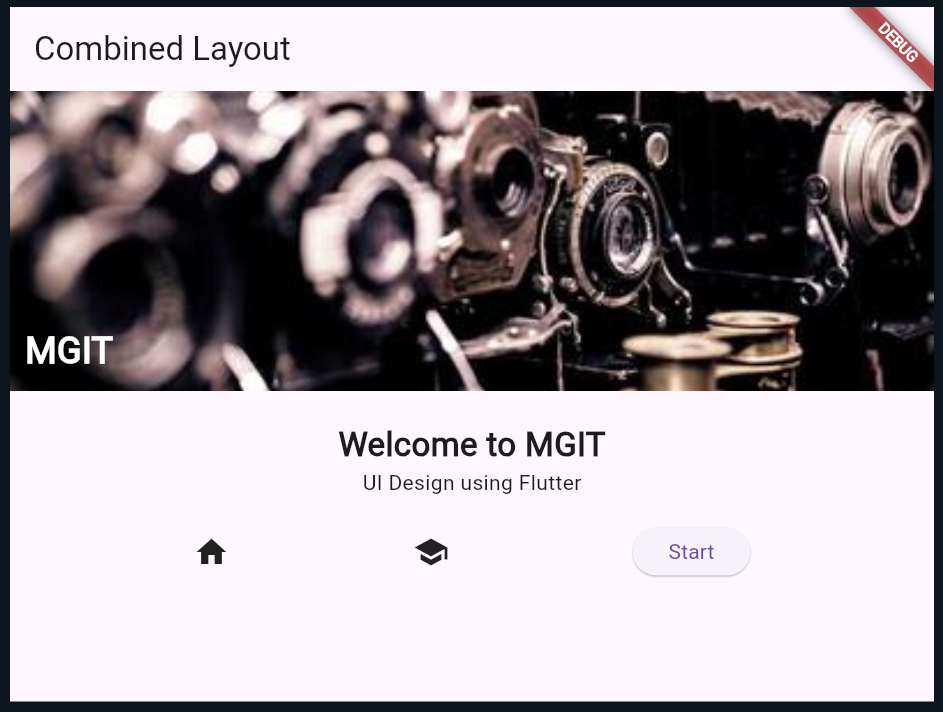 Combined Layout
DEBUG
MGIT
Welcome to MGIT
UI Design using Flutter
Start